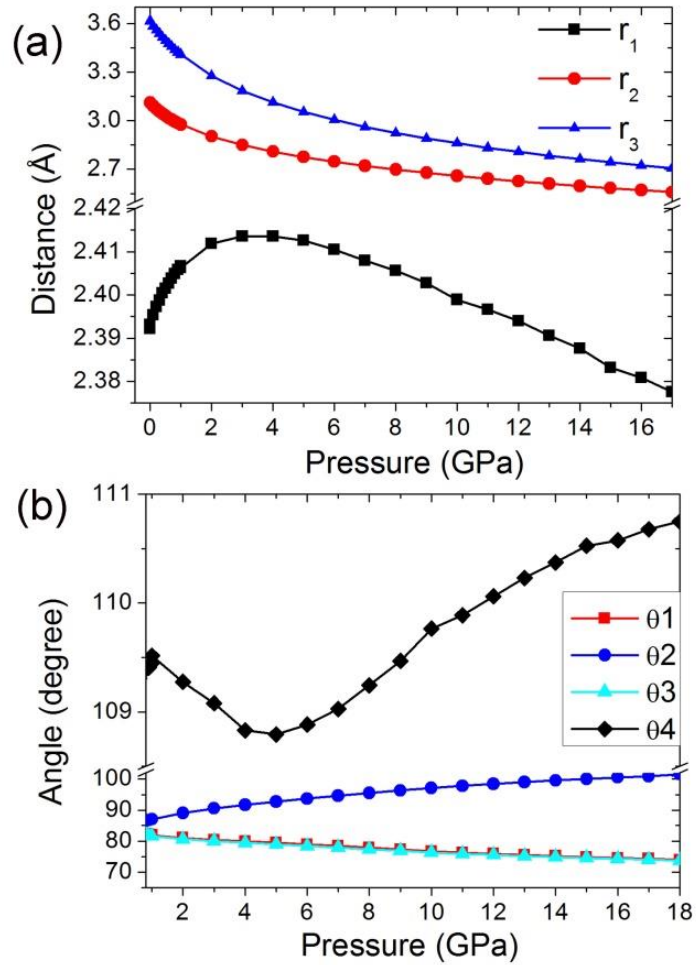 (a)
r1
r2
r3
3.6
3.3
3.0
2.7
2.42
2.41
2.40
2.39
2.38
Distance (Å)
0 2 4 6 8 10 12 14 16
Pressure (GPa)
(b)
111
110
109
100
90
80
70
Angle (degree)
θ1
θ2
θ3
θ4
2 4 6 8 10 12 14 16 18
Pressure (GPa)